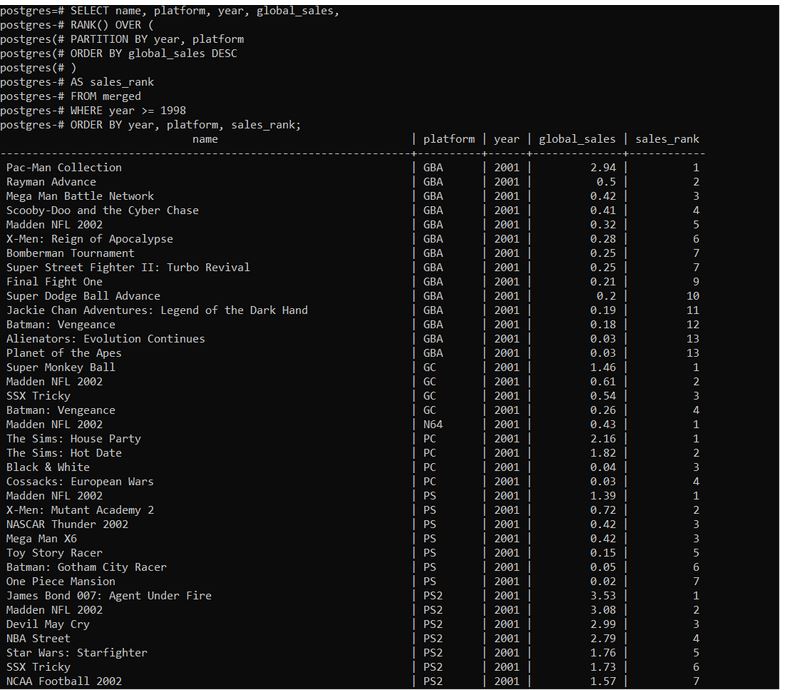 postgres=# SELECT name, platform, year, global_sales,
postgres-# RANK() OVER (
postgres(# PARTITION BY year, platform
postgres(# ORDER BY global_sales DESC
postgres(# )
postgres-# AS sales_rank
postgres-# FROM merged
postgres-# WHERE year >= 1998
postgres-# ORDER BY year, platform, sales_rank;
name | platform | year | global_sales | sales_rank
-----------------------------------------------------------+----------+------+--------------+------------
Pac-Man Collection | GBA | 2001 | 2.94 | 1
Rayman Advance | GBA | 2001 | 0.5 | 2
Mega Man Battle Network | GBA | 2001 | 0.42 | 3
Scooby-Doo and the Cyber Chase | GBA | 2001 | 0.41 | 4
Madden NFL 2002 | GBA | 2001 | 0.32 | 5
X-Men: Reign of Apocalypse | GBA | 2001 | 0.28 | 6
Bomberman Tournament | GBA | 2001 | 0.25 | 7
Super Street Fighter II: Turbo Revival | GBA | 2001 | 0.25 | 7
Final Fight One | GBA | 2001 | 0.21 | 9
Super Dodge Ball Advance | GBA | 2001 | 0.2 | 10
Jackie Chan Adventures: Legend of the Dark Hand | GBA | 2001 | 0.19 | 11
Batman: Vengeance | GBA | 2001 | 0.18 | 12
Alienators: Evolution Continues | GBA | 2001 | 0.03 | 13
Planet of the Apes | GBA | 2001 | 0.03 | 13
Super Monkey Ball | GC | 2001 | 1.46 | 1
Madden NFL 2002 | GC | 2001 | 0.61 | 2
SSX Tricky | GC | 2001 | 0.54 | 3
Batman: Vengeance | GC | 2001 | 0.26 | 4
Madden NFL 2002 | N64 | 2001 | 0.43 | 1
The Sims: House Party | PC | 2001 | 2.16 | 1
The Sims: Hot Date | PC | 2001 | 1.82 | 2
Black & White | PC | 2001 | 0.04 | 3
Cossacks: European Wars | PC | 2001 | 0.03 | 4
Madden NFL 2002 | PS | 2001 | 1.39 | 1
X-Men: Mutant Academy 2 | PS | 2001 | 0.72 | 2
NASCAR Thunder 2002 | PS | 2001 | 0.42 | 3
Mega Man X6 | PS | 2001 | 0.42 | 3
Toy Story Racer | PS | 2001 | 0.15 | 5
Batman: Gotham City Racer | PS | 2001 | 0.05 | 6
One Piece Mansion | PS | 2001 | 0.02 | 7
James Bond 007: Agent Under Fire | PS2 | 2001 | 3.53 | 1
Madden NFL 2002 | PS2 | 2001 | 3.08 | 2
Devil May Cry | PS2 | 2001 | 2.99 | 3
NBA Street | PS2 | 2001 | 2.79 | 4
Star Wars: Starfighter | PS2 | 2001 | 1.76 | 5
SSX Tricky | PS2 | 2001 | 1.73 | 6
NCAA Football 2002 | PS2 | 2001 | 1.57 | 7